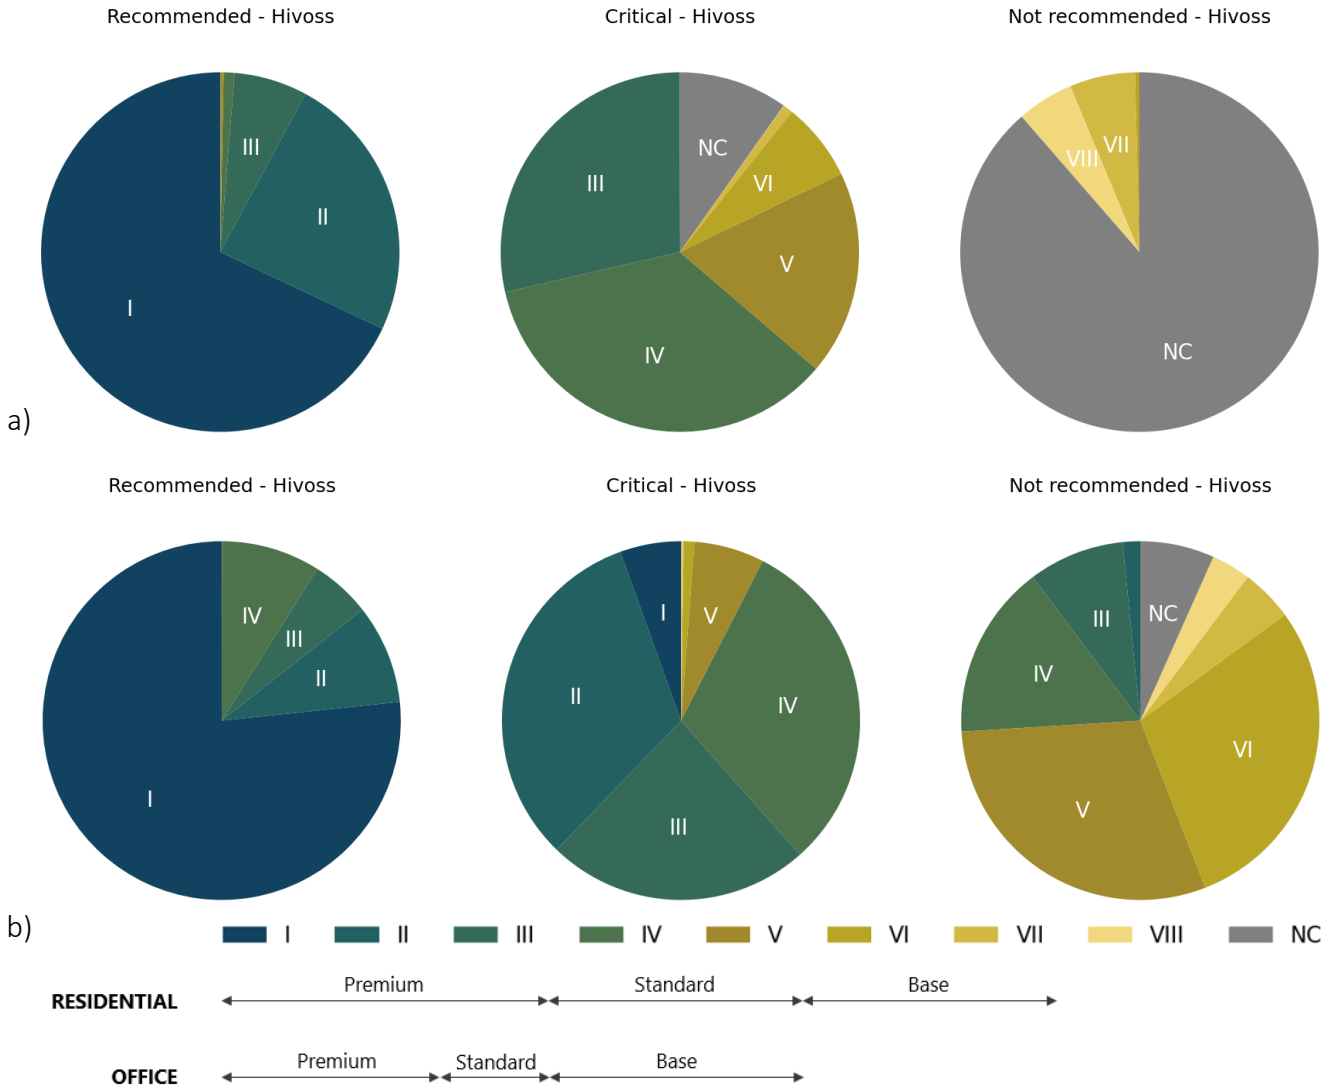 Recommended - Hivoss
Critical - Hivoss
Not recommended - Hivoss
III
II
I
NC
VI
III
V
IV
VIII
VII
NC
a)
Recommended - Hivoss
Critical - Hivoss
Not recommended - Hivoss
IV
III
II
I
I
V
II
IV
III
NC
III
IV
VI
V
b)
I
II
III
IV
V
VI
VII
VIII
NC
RESIDENTIAL
Premium
Standard
Base
OFFICE
Premium
Standard
Base